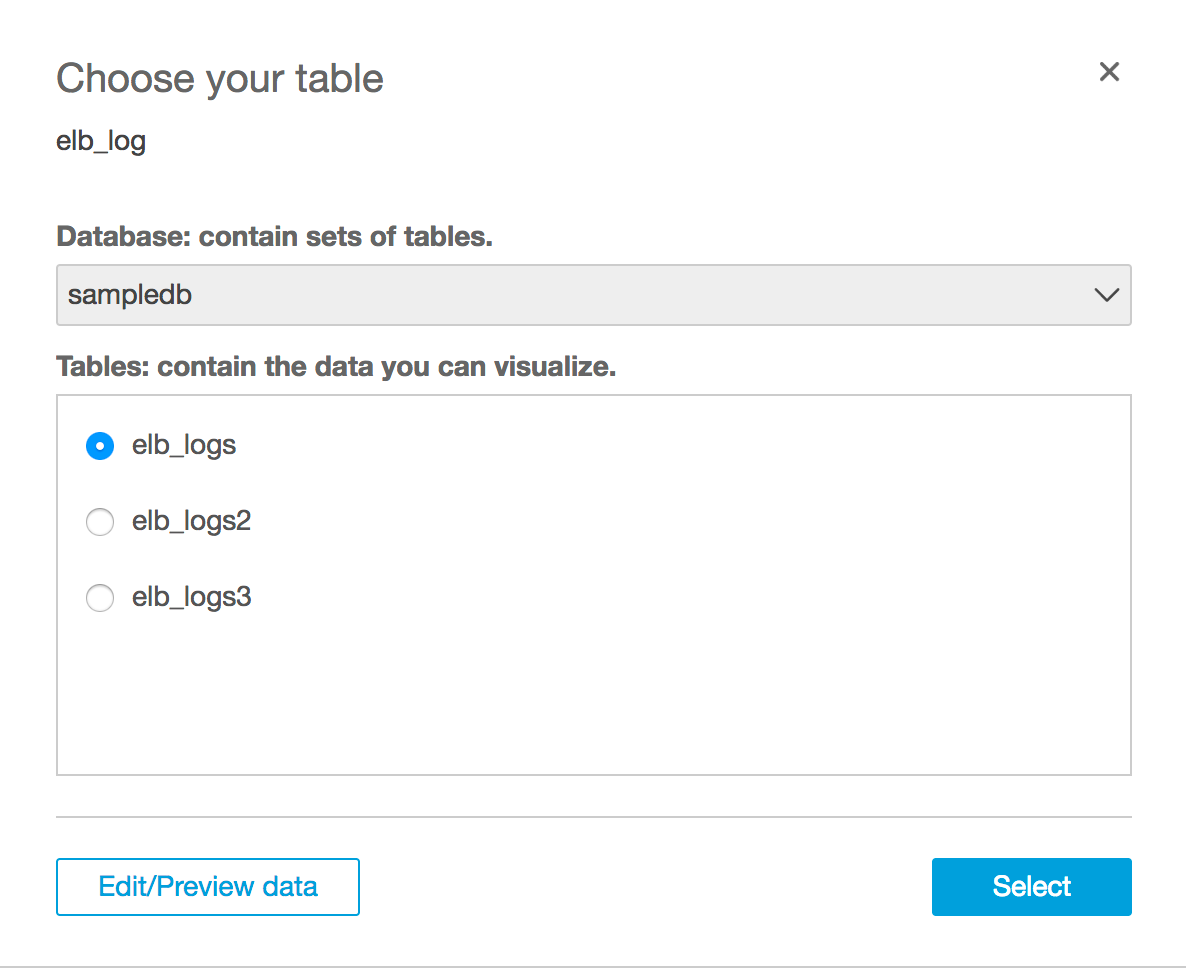 Choose your table
elb_log
Database: contain sets of tables.
sampledb
Tables: contain the data you can visualize.
elb_logs
elb_logs2
elb_logs3
Edit/Preview data
Select